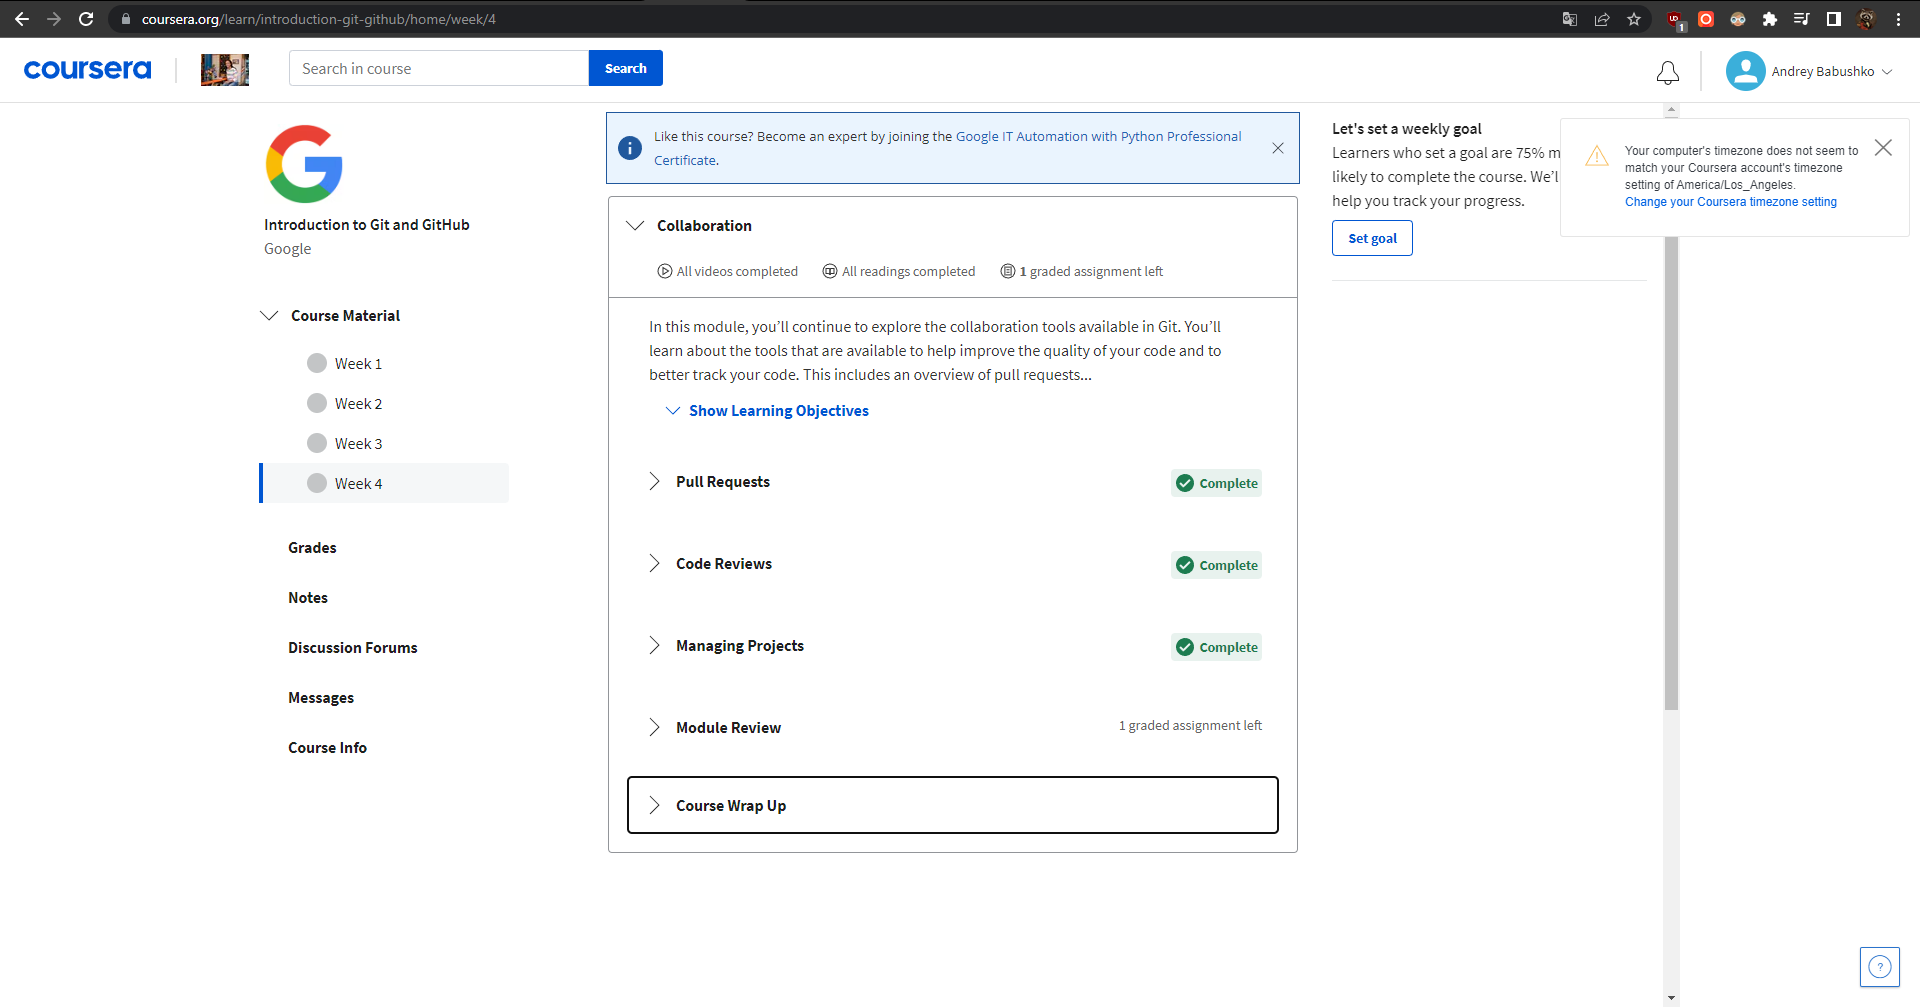 coursera.org/learn/introduction-git-github/home/week/4
1
coursera
Search in course
Search
Andrey Babushko
Introduction to Git and GitHub
Google
Course Material
Week 1
Week 2
Week 3
Week 4
Grades
Notes
Discussion Forums
Messages
Course Info
Like this course? Become an expert by joining the Google IT Automation with Python Professional
Certificate.
Collaboration
All videos completed
All readings completed
1 graded assignment left
In this module, you’ll continue to explore the collaboration tools available in Git. You’ll
learn about the tools that are available to help improve the quality of your code and to
better track your code. This includes an overview of pull requests...
Show Learning Objectives
Pull Requests
Complete
Code Reviews
Complete
Managing Projects
Complete
Module Review
1 graded assignment left
Course Wrap Up
Let's set a weekly goal
Learners who set a goal are 75% m
likely to complete the course. We’l
help you track your progress.
Set goal
Your computer's timezone does not seem to
match your Coursera account's timezone
setting of America/Los_Angeles.
Change your Coursera timezone setting
?